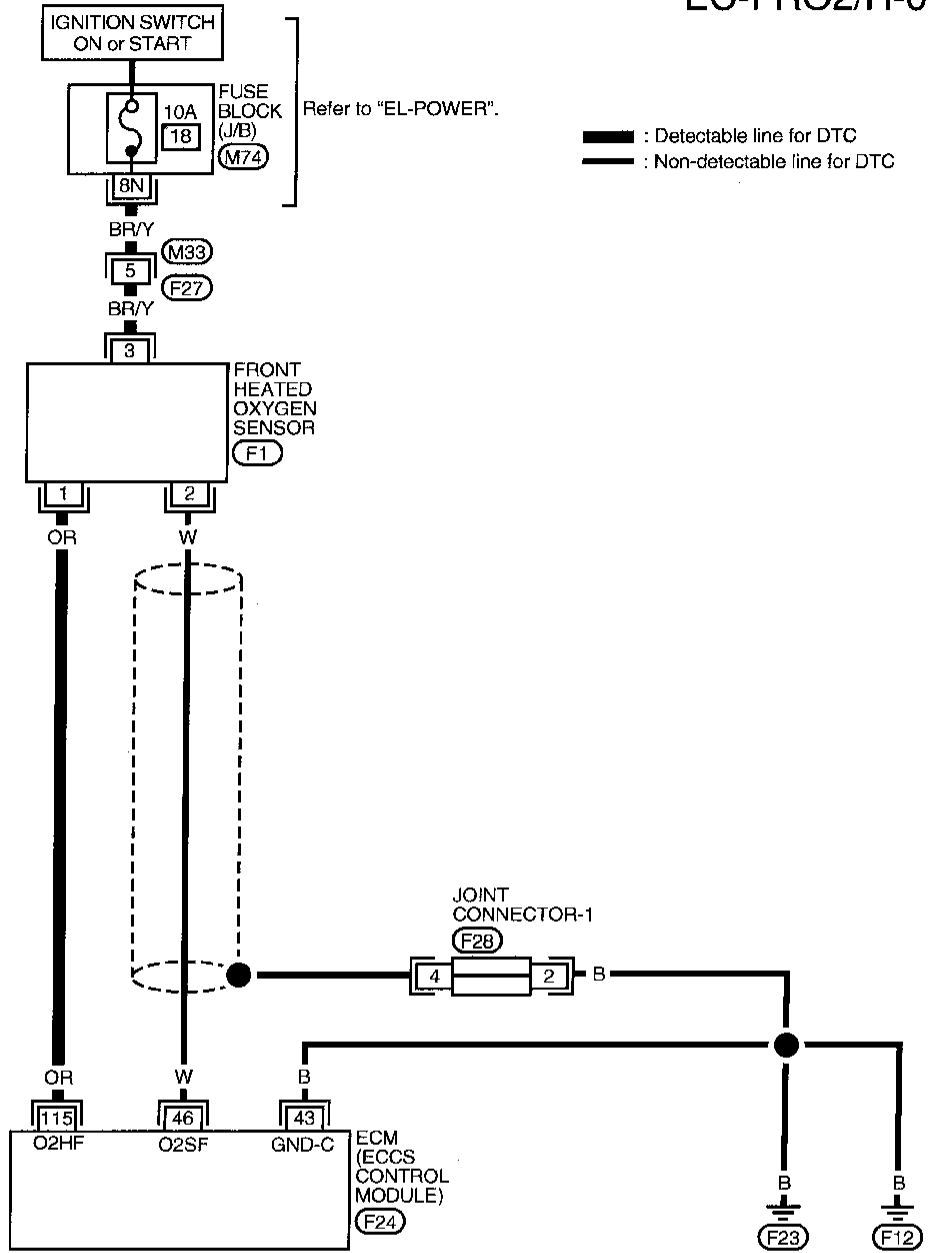 IGNITION SWITCH
ON or START
FUSE
BLOCK
(J/B)
M74
10A
18
Refer to "EL-POWER".
: Detectable line for DTC
: Non-detectable line for DTC
8N
BR/Y
M33
5
F27
BR/Y
3
FRONT
HEATED
OXYGEN
SENSOR
F1
1
2
OR
W
JOINT
CONNECTOR-1
F28
4
2
B
OR
W
B
115
46
43
O2HF
O2SF
GND-C
ECM
(ECCS
CONTROL
MODULE)
F24
B
B
F23
F12